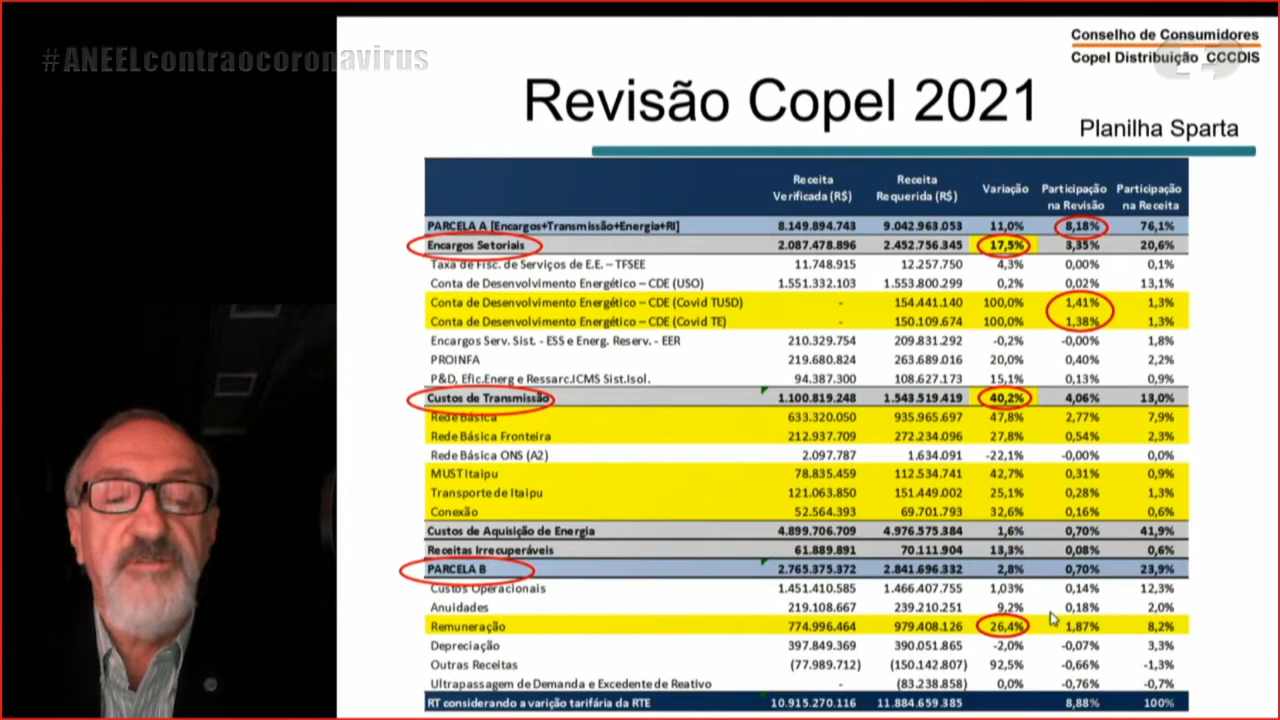 #ANEELcontraocoronavirus
Conselho de Consumidores
Copel Distribuição CCCDIS
Revisão Copel 2021
Planilha Sparta
Receita Verificada (R$) Receita Requerida (R$) Variação Participação na Revisão Participação na Receita
PARCELA A [Encargos+Transmissão+Energia+RI] 8.149.894.743 9.042.963.053 11,0% 8,18% 76,1%
Encargos Setoriais 2.087.478.896 2.452.756.345 17,5% 3,35% 20,6%
Taxa de Fisc. de Serviços de E.E. – TFSEE 11.748.915 12.257.750 4,3% 0,00% 0,1%
Conta de Desenvolvimento Energético – CDE (USO) 1.551.332.103 1.553.800.299 0,2% 0,02% 13,1%
Conta de Desenvolvimento Energético – CDE (Covid TUSD) - 154.441.140 100,0% 1,41% 1,3%
Conta de Desenvolvimento Energético – CDE (Covid TE) - 150.109.674 100,0% 1,38% 1,3%
Encargos Serv. Sist. - ESS e Energ. Reserv. - EER 210.329.754 209.831.292 -0,2% -0,00% 1,8%
PROINFA 219.680.824 263.689.016 20,0% 0,40% 2,2%
P&D, Efic.Energ e Ressarc.ICMS Sist.Isol. 94.387.300 108.627.173 15,1% 0,13% 0,9%
Custos de Transmissão 1.100.819.248 1.543.519.419 40,2% 4,06% 13,0%
Rede Básica 633.320.050 935.965.697 47,8% 2,77% 7,9%
Rede Básica Fronteira 212.937.709 272.234.096 27,8% 0,54% 2,3%
Rede Básica ONS (A2) 2.097.787 1.634.091 -22,1% -0,00% 0,0%
MUST Itaipu 78.835.459 112.534.741 42,7% 0,31% 0,9%
Transporte de Itaipu 121.063.850 151.449.002 25,1% 0,28% 1,3%
Conexão 52.564.393 69.701.793 32,6% 0,16% 0,6%
Custos de Aquisição de Energia 4.899.706.709 4.976.575.384 1,6% 0,70% 41,9%
Receitas Irrecuperáveis 61.889.891 70.111.904 13,3% 0,08% 0,6%
PARCELA B 2.765.375.372 2.841.696.332 2,8% 0,70% 23,9%
Custos Operacionais 1.451.410.585 1.466.407.755 1,03% 0,14% 12,3%
Anuidades 219.108.667 239.210.251 9,2% 0,18% 2,0%
Remuneração 774.996.464 979.408.126 26,4% 1,87% 8,2%
Depreciação 397.849.369 390.051.865 -2,0% -0,07% 3,3%
Outras Receitas (77.989.712) (150.142.807) 92,5% -0,66% -1,3%
Ultrapassagem de Demanda e Excedente de Reativo - (83.238.858) 0,0% -0,76% -0,7%
RT considerando a varição tarifária da RTE 10.915.270.116 11.884.659.385 8,88% 100%